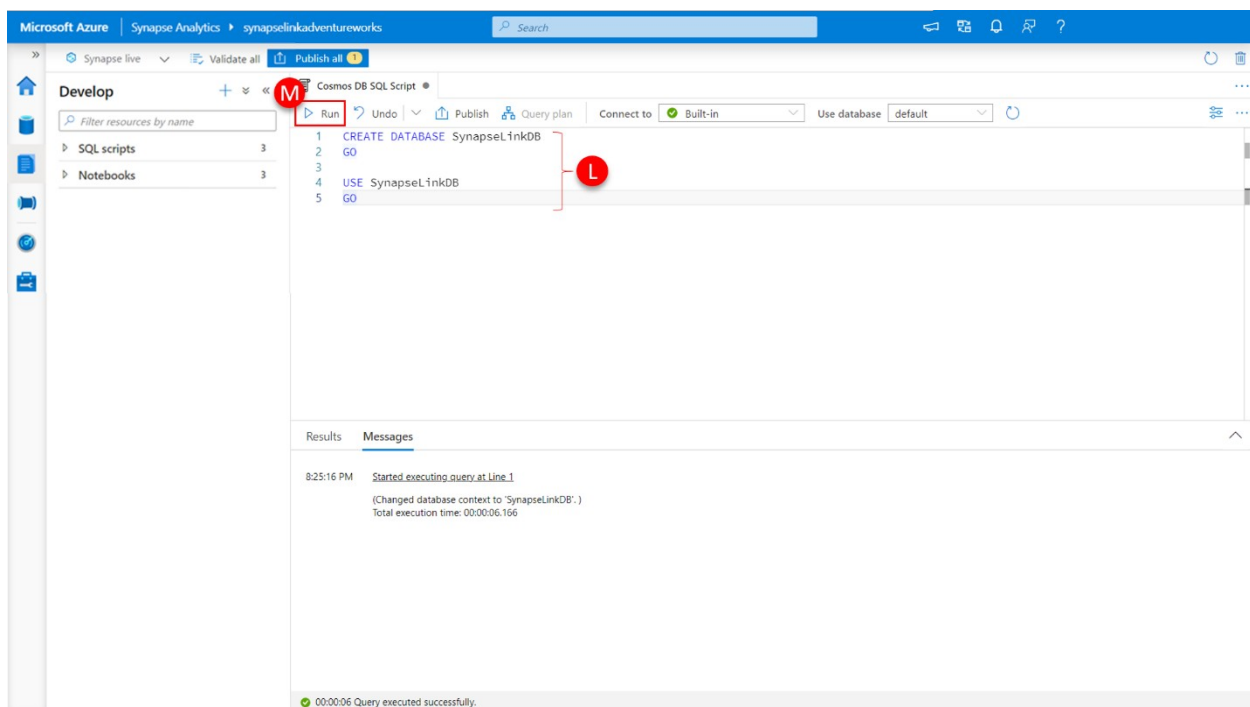 Microsoft Azure Synapse Analytics synapselinkadventureworks Search ?
Synapse live Validate all Publish all 1
Develop
Filter resources by name
SQL scripts 3
Notebooks 3
Cosmos DB SQL Script
M
Run Undo Publish Query plan Connect to Built-in Use database default
1 CREATE DATABASE SynapseLinkDB
2 GO
3
4 USE SynapseLinkDB
5 GO
L
Results Messages
8:25:16 PM Started executing query at Line 1
(Changed database context to 'SynapseLinkDB'. )
Total execution time: 00:00:06.166
00:00:06 Query executed successfully.